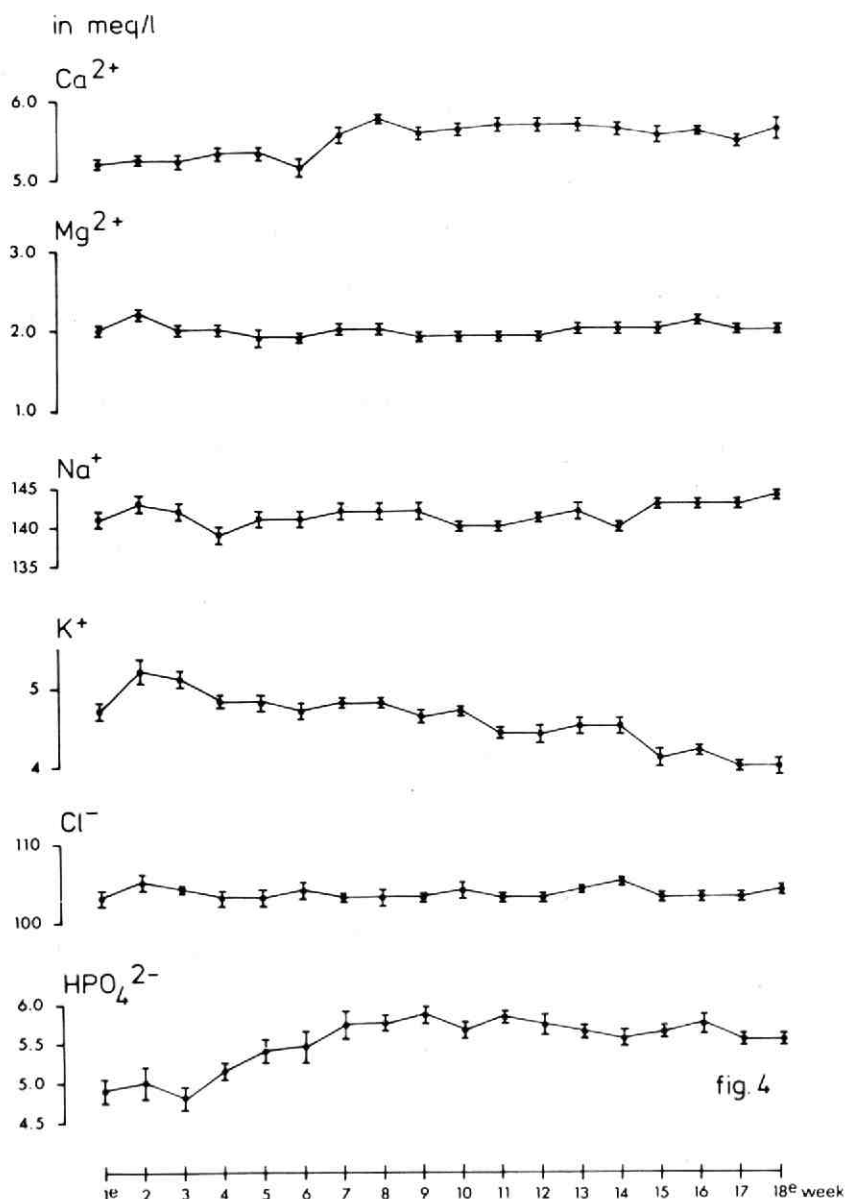 in meq/l
Ca²⁺
6.0
5.0
Mg²⁺
3.0
2.0
1.0
Na⁺
145
140
135
K⁺
5
4
Cl⁻
110
100
HPO₄²⁻
6.0
5.5
5.0
4.5
fig. 4
1e 2 3 4 5 6 7 8 9 10 11 12 13 14 15 16 17 18e week